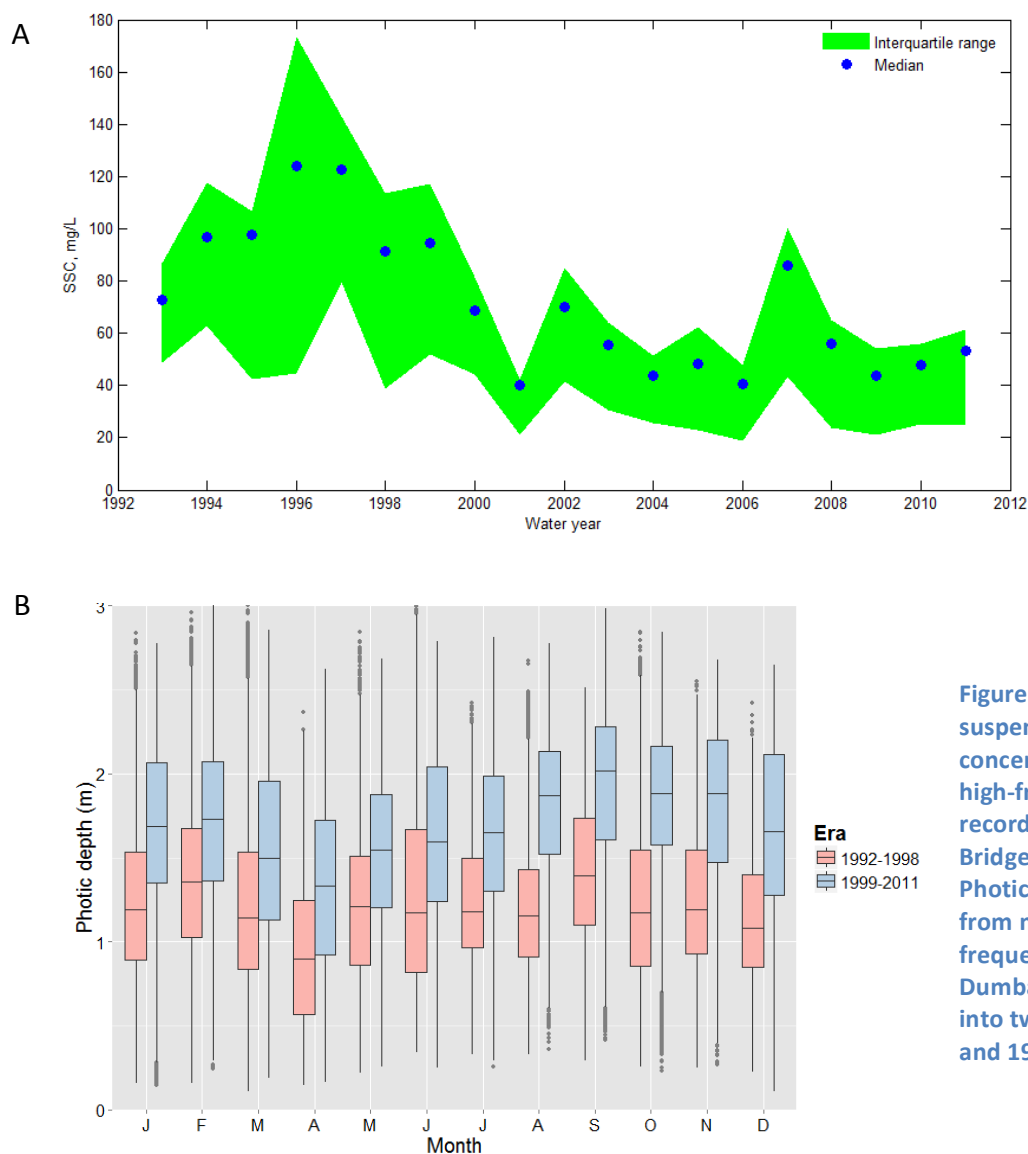 A
180
160
140
120
100
80
60
40
20
0
SSC, mg/L
Interquartile range
Median
1992 1994 1996 1998 2000 2002 2004 2006 2008 2010 2012
Water year
B
3
2
1
0
Photic depth (m)
J F M A M J J A S O N D
Month
Era
1992-1998
1999-2011
Figure
suspen
concer
high-fr
record
Bridge
Photic
from
freque
Dumba
into tw
and 19